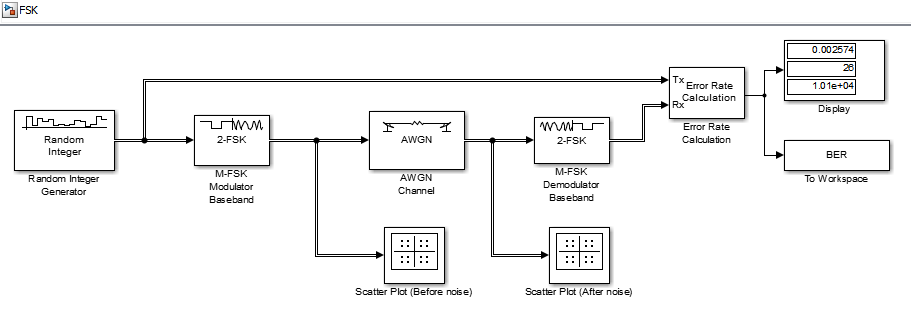 FSK
0.002574
26
1.01e+04
Display
Tx
Rx
Error Rate
Calculation
Error Rate
Calculation
Random
Integer
Random Integer
Generator
2-FSK
M-FSK
Modulator
Baseband
AWGN
AWGN
Channel
2-FSK
M-FSK
Demodulator
Baseband
BER
To Workspace
Scatter Plot (Before noise)
Scatter Plot (After noise)